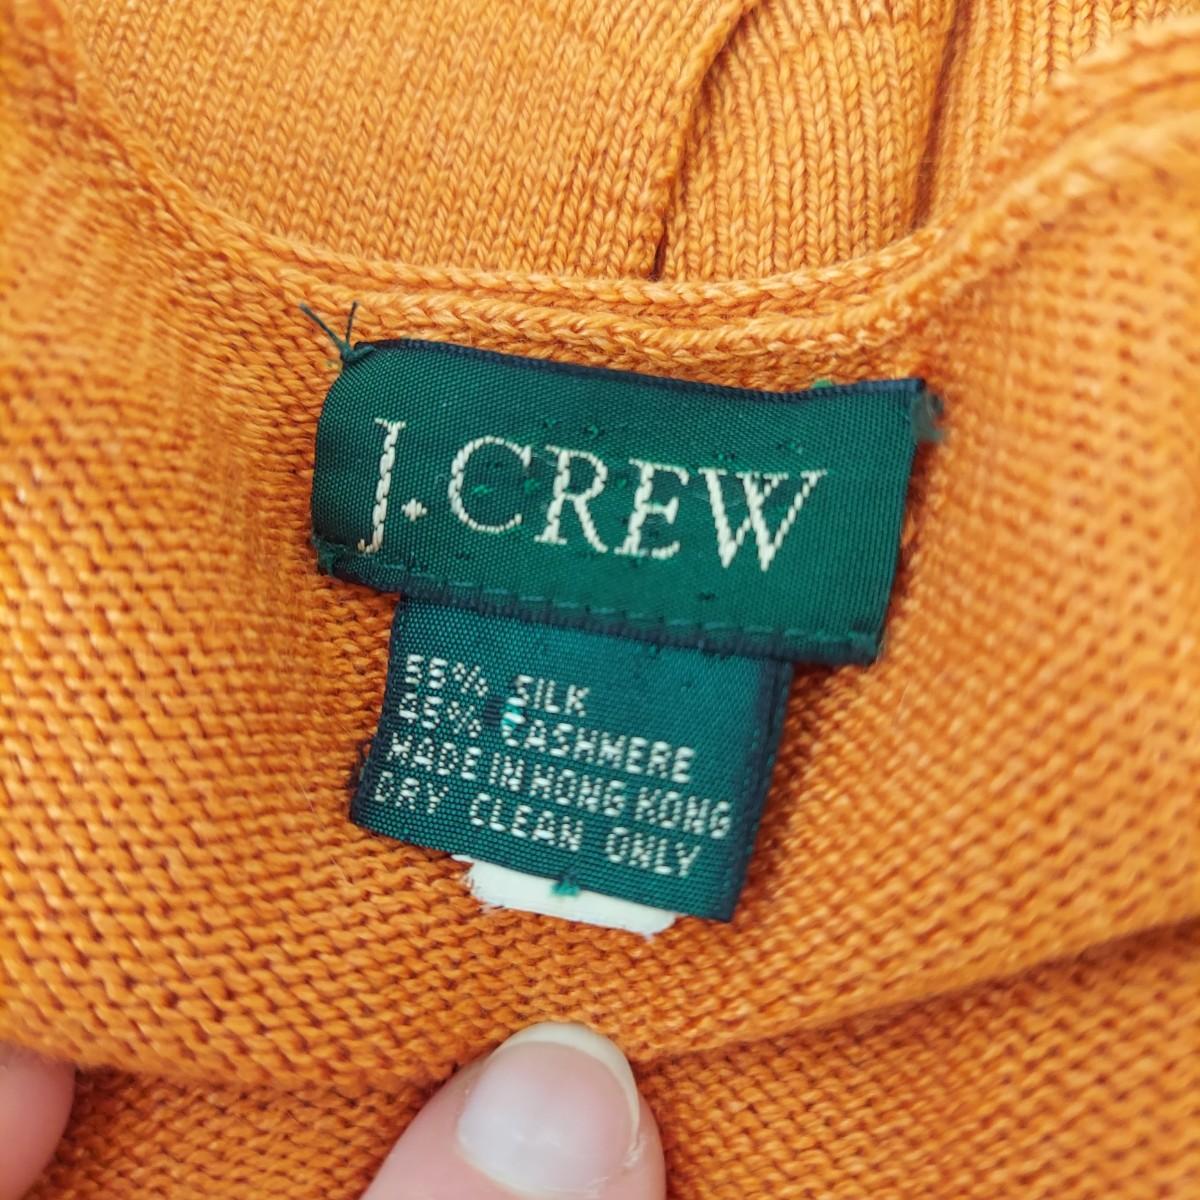 J.CREW
55% SILK
45% CASHMERE
MADE IN HONG KONG
DRY CLEAN ONLY